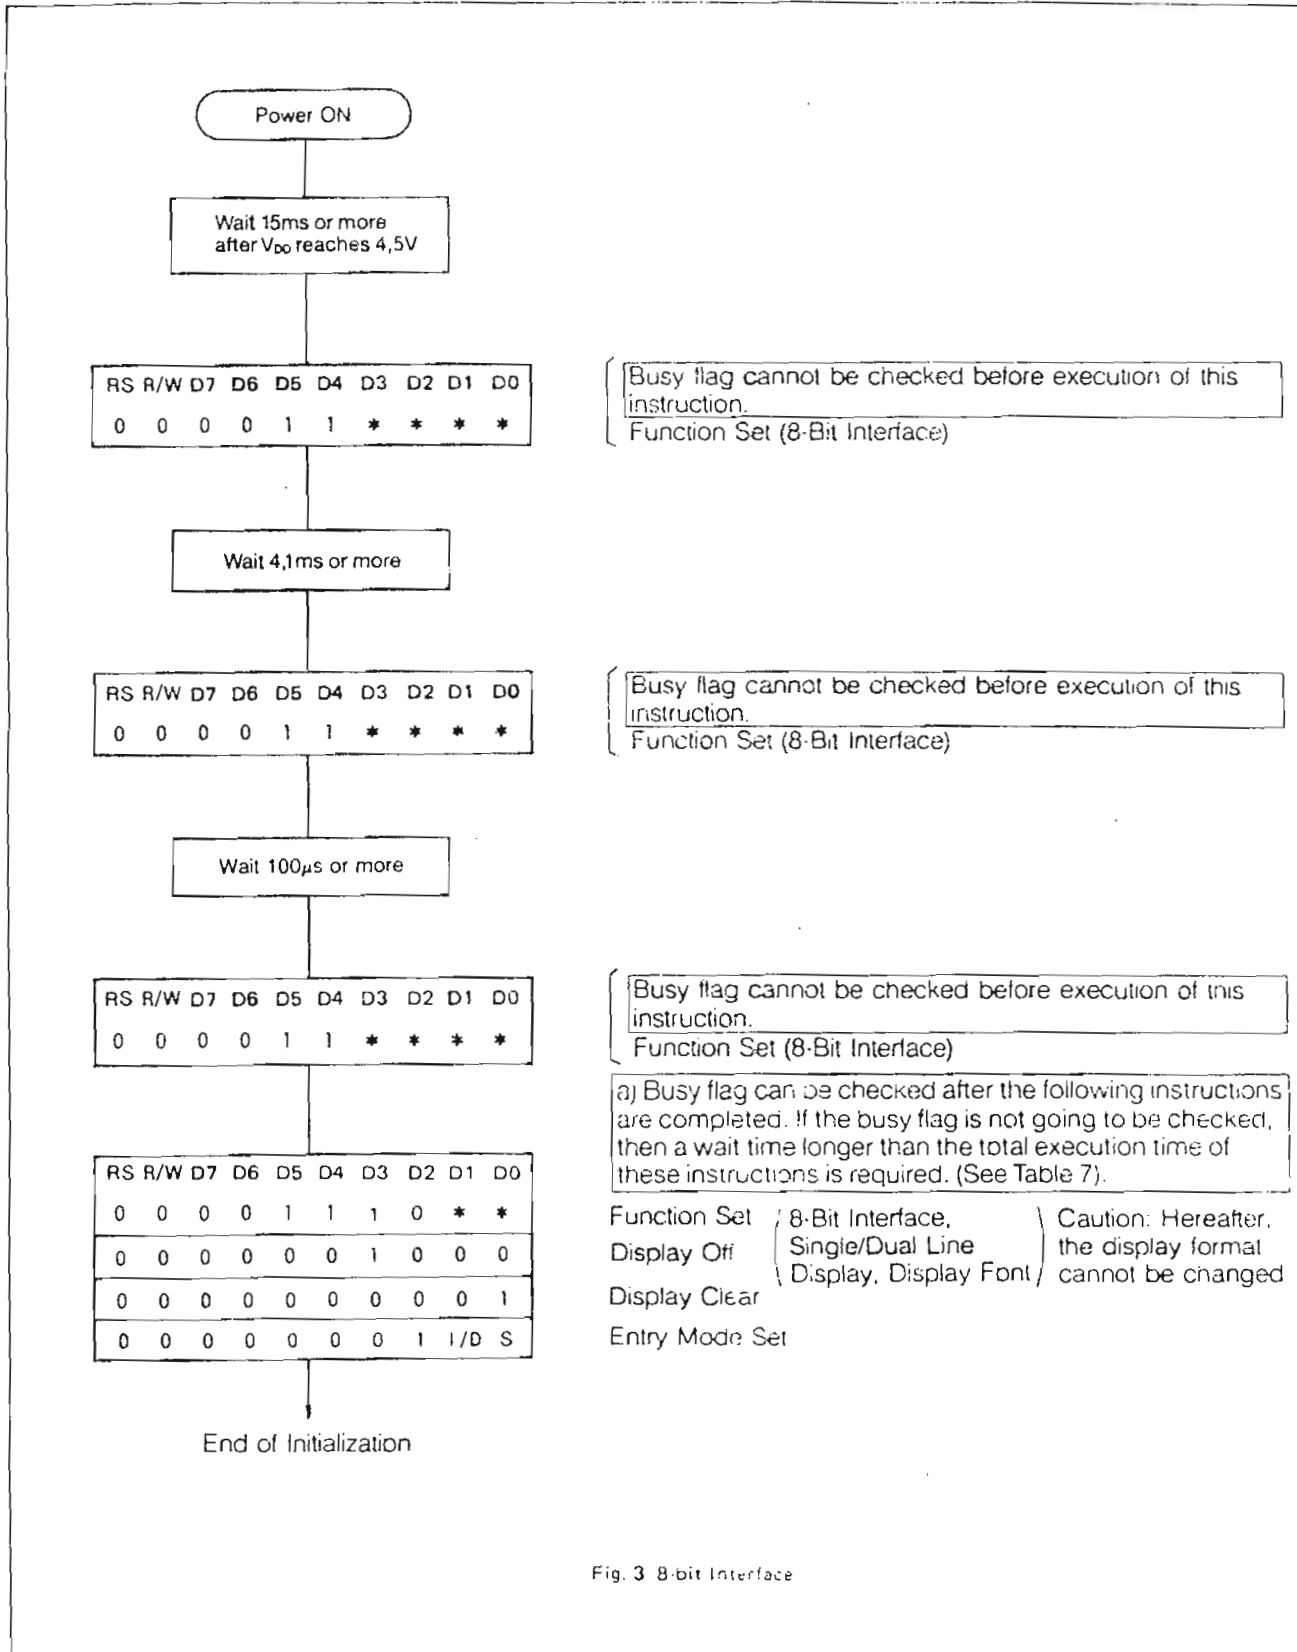 Power ON
Wait 15ms or more
after VDD reaches 4,5V
RS R/W D7 D6 D5 D4 D3 D2 D1 D0
0 0 0 0 1 1 * * * *
Busy flag cannot be checked before execution of this
instruction.
Function Set (8-Bit Interface)
Wait 4,1ms or more
RS R/W D7 D6 D5 D4 D3 D2 D1 D0
0 0 0 0 1 1 * * * *
Busy flag cannot be checked before execution of this
instruction.
Function Set (8-Bit Interface)
Wait 100µs or more
RS R/W D7 D6 D5 D4 D3 D2 D1 D0
0 0 0 0 1 1 * * * *
Busy flag cannot be checked before execution of this
instruction.
Function Set (8-Bit Interface)
a) Busy flag can be checked after the following instructions
are completed. If the busy flag is not going to be checked,
then a wait time longer than the total execution time of
these instructions is required. (See Table 7).
RS R/W D7 D6 D5 D4 D3 D2 D1 D0
0 0 0 0 1 1 1 0 * *
0 0 0 0 0 0 1 0 0 0
0 0 0 0 0 0 0 0 0 1
0 0 0 0 0 0 0 1 I/D S
Function Set
Display Off
Display Clear
Entry Mode Set
8-Bit Interface,
Single/Dual Line
Display, Display Font
Caution: Hereafter,
the display format
cannot be changed
End of Initialization
Fig. 3 8-bit Interface